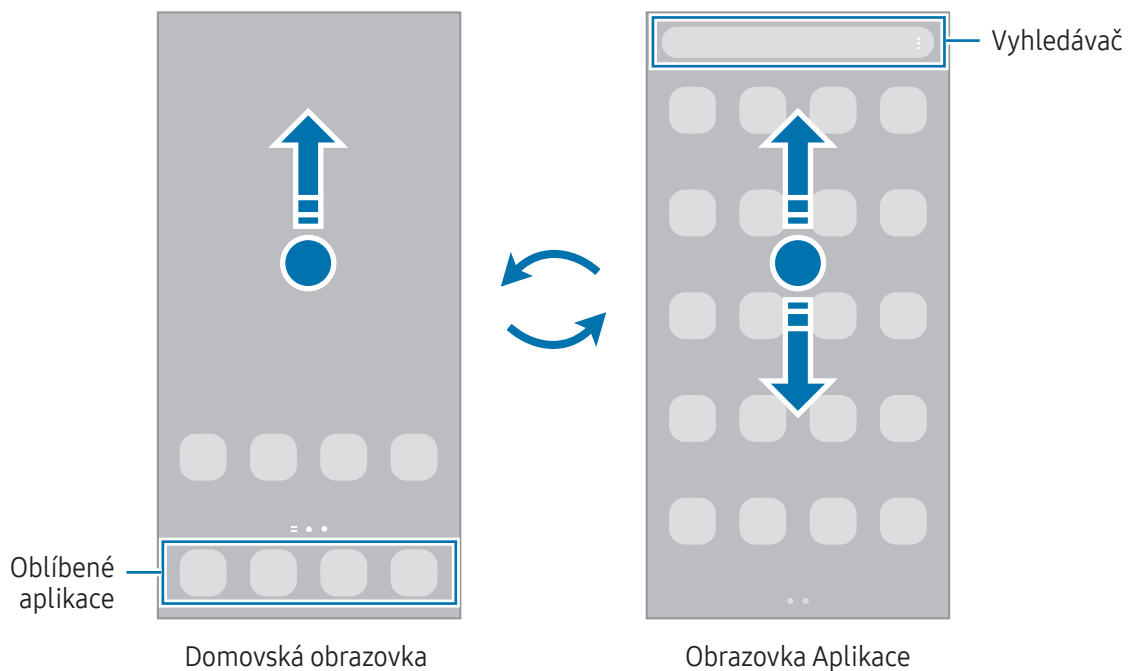 Vyhledávač
Oblíbené
aplikace
Domovská obrazovka
Obrazovka Aplikace